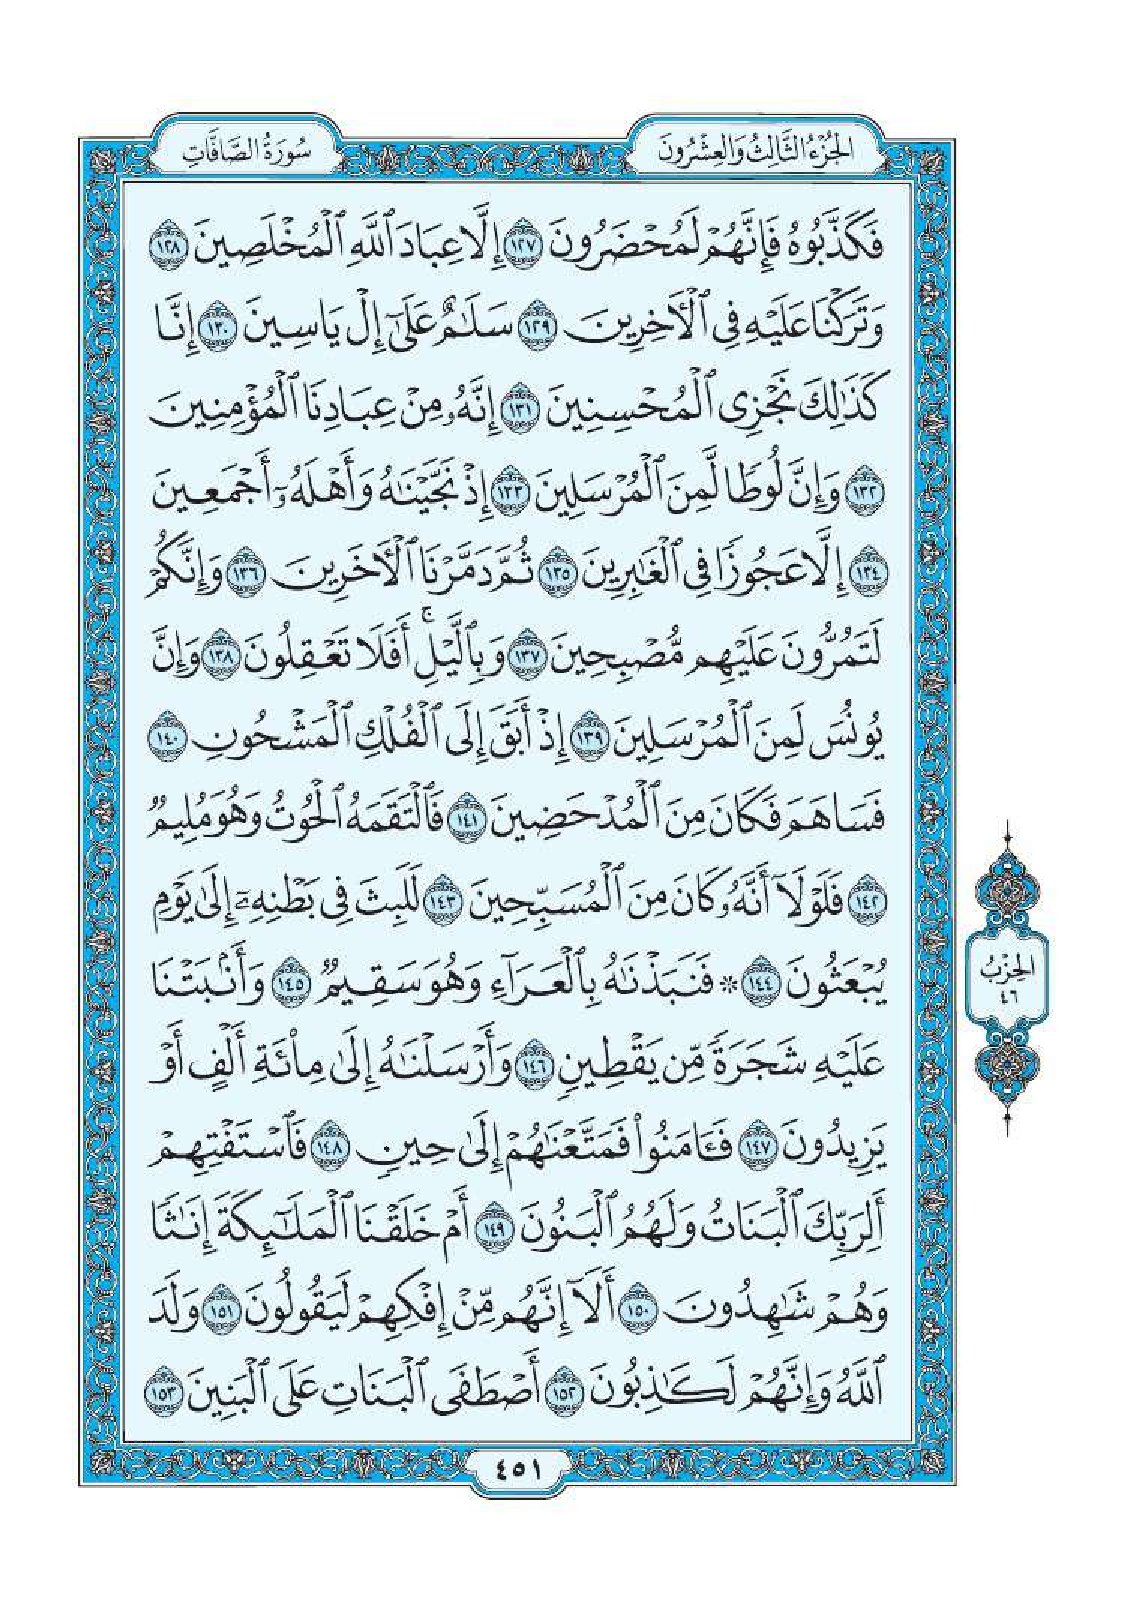 الجُزْءُ الثَّالِثُ وَالعِشْرُونَ
سُورَةُ الصَّافَّاتِ
فَكَذَّبُوهُ فَإِنَّهُمْ لَمُحْضَرُونَ ١٢٧ إِلَّا عِبَادَ ٱللَّهِ ٱلْمُخْلَصِينَ ١٢٨
وَتَرَكْنَا عَلَيْهِ فِى ٱلْأَخِرِينَ ١٢٩ سَلَٰمٌ عَلَىٰٓ إِلْ يَاسِينَ ١٣٠ إِنَّا
كَذَٰلِكَ نَجْزِى ٱلْمُحْسِنِينَ ١٣١ إِنَّهُۥ مِنْ عِبَادِنَا ٱلْمُؤْمِنِينَ
١٣٢ وَإِنَّ لُوطًا لَّمِنَ ٱلْمُرْسَلِينَ ١٣٣ إِذْ نَجَّيْنَٰهُ وَأَهْلَهُۥٓ أَجْمَعِينَ
١٣٤ إِلَّا عَجُوزًا فِى ٱلْغَٰبِرِينَ ١٣٥ ثُمَّ دَمَّرْنَا ٱلْأَخَرِينَ ١٣٦ وَإِنَّكُمْ
لَتَمُرُّونَ عَلَيْهِم مُّصْبِحِينَ ١٣٧ وَبِٱلَّيْلِ ۚ أَفَلَا تَعْقِلُونَ ١٣٨ وَإِنَّ
يُونُسَ لَمِنَ ٱلْمُرْسَلِينَ ١٣٩ إِذْ أَبَقَ إِلَى ٱلْفُلْكِ ٱلْمَشْحُونِ ١٤٠
فَسَاهَمَ فَكَانَ مِنَ ٱلْمُدْحَضِينَ ١٤١ فَٱلْتَقَمَهُ ٱلْحُوتُ وَهُوَ مُلِيمٌ
١٤٢ فَلَوْلَآ أَنَّهُۥ كَانَ مِنَ ٱلْمُسَبِّحِينَ ١٤٣ لَلَبِثَ فِى بَطْنِهِۦٓ إِلَىٰ يَوْمِ
يُبْعَثُونَ ١٤٤ * فَنَبَذْنَٰهُ بِٱلْعَرَآءِ وَهُوَ سَقِيمٌ ١٤٥ وَأَنۢبَتْنَا
عَلَيْهِ شَجَرَةً مِّن يَقْطِينٍ ١٤٦ وَأَرْسَلْنَٰهُ إِلَىٰ مِا۟ئَةِ أَلْفٍ أَوْ
يَزِيدُونَ ١٤٧ فَـَٔامَنُوا۟ فَمَتَّعْنَٰهُمْ إِلَىٰ حِينٍ ١٤٨ فَٱسْتَفْتِهِمْ
أَلِرَبِّكَ ٱلْبَنَاتُ وَلَهُمُ ٱلْبَنُونَ ١٤٩ أَمْ خَلَقْنَا ٱلْمَلَٰٓئِكَةَ إِنَٰثًا
وَهُمْ شَٰهِدُونَ ١٥٠ أَلَآ إِنَّهُم مِّنْ إِفْكِهِمْ لَيَقُولُونَ ١٥١ وَلَدَ
ٱللَّهُ وَإِنَّهُمْ لَكَٰذِبُونَ ١٥٢ أَصْطَفَى ٱلْبَنَاتِ عَلَى ٱلْبَنِينَ ١٥٣
الحِزْبُ
٤٦
٤٥١